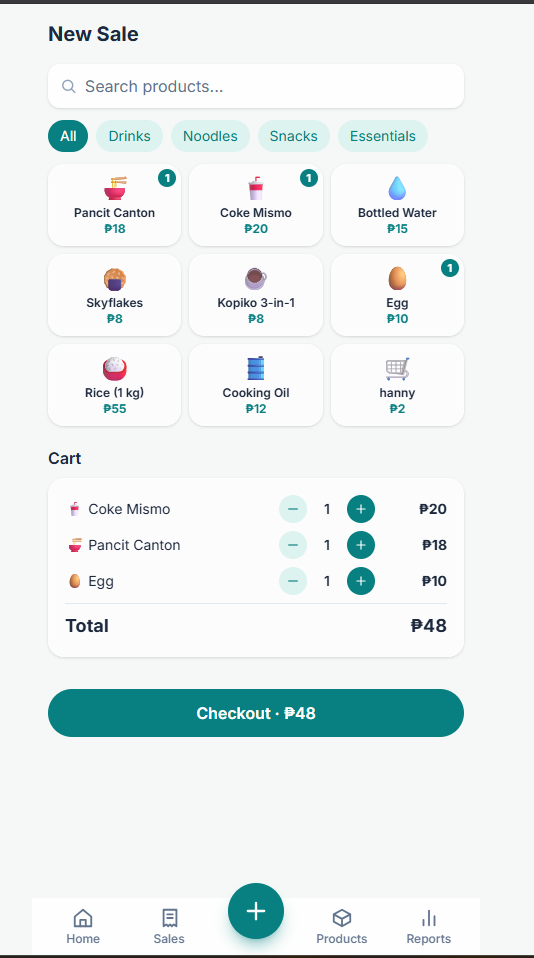 New Sale
Search products...
All Drinks Noodles Snacks Essentials
1 1
Pancit Canton Coke Mismo Bottled Water
₱18 ₱20 ₱15
1
Skyflakes Kopiko 3-in-1 Egg
₱8 ₱8 ₱10
Rice (1 kg) Cooking Oil hanny
₱55 ₱12 ₱2
Cart
Coke Mismo − 1 + ₱20
Pancit Canton − 1 + ₱18
Egg − 1 + ₱10
Total ₱48
Checkout · ₱48
Home Sales + Products Reports